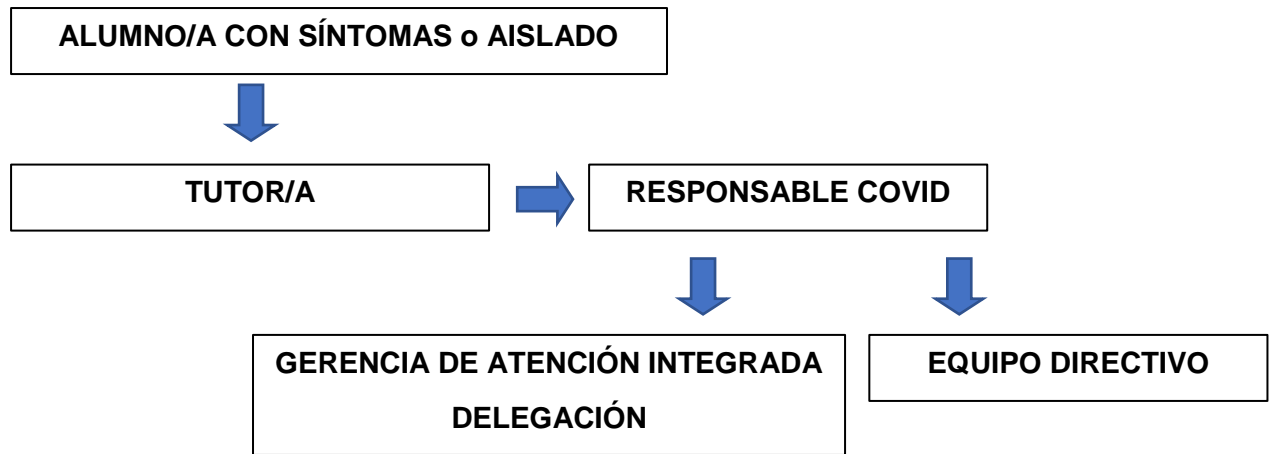 ALUMNO/A CON SÍNTOMAS o AISLADO
TUTOR/A
RESPONSABLE COVID
GERENCIA DE ATENCIÓN INTEGRADA
DELEGACIÓN
EQUIPO DIRECTIVO